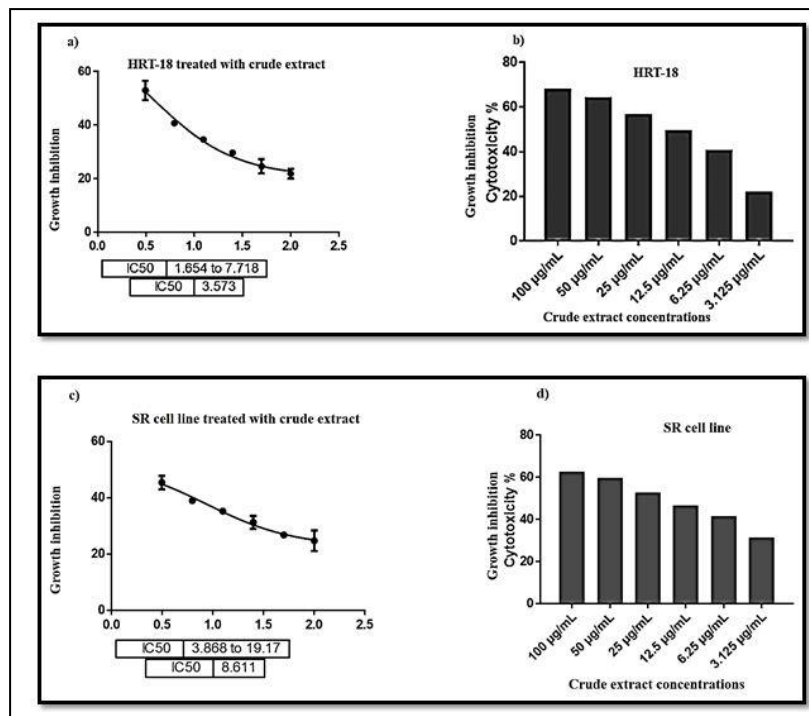 a)
HRT-18 treated with crude extract
Growth inhibition
60
40
20
0
0.0 0.5 1.0 1.5 2.0 2.5
IC50 1.654 to 7.718
IC50 3.573
b)
HRT-18
Growth inhibition
Cytotoxicity %
80
60
40
20
0
100 µg/mL
50 µg/mL
25 µg/mL
12.5 µg/mL
6.25 µg/mL
3.125 µg/mL
Crude extract concentrations
c)
SR cell line treated with crude extract
Growth inhibition
60
40
20
0
0.0 0.5 1.0 1.5 2.0 2.5
IC50 3.868 to 19.17
IC50 8.611
d)
SR cell line
Growth inhibition
Cytotoxicity %
80
60
40
20
0
100 µg/mL
50 µg/mL
25 µg/mL
12.5 µg/mL
6.25 µg/mL
3.125 µg/mL
Crude extract concentrations